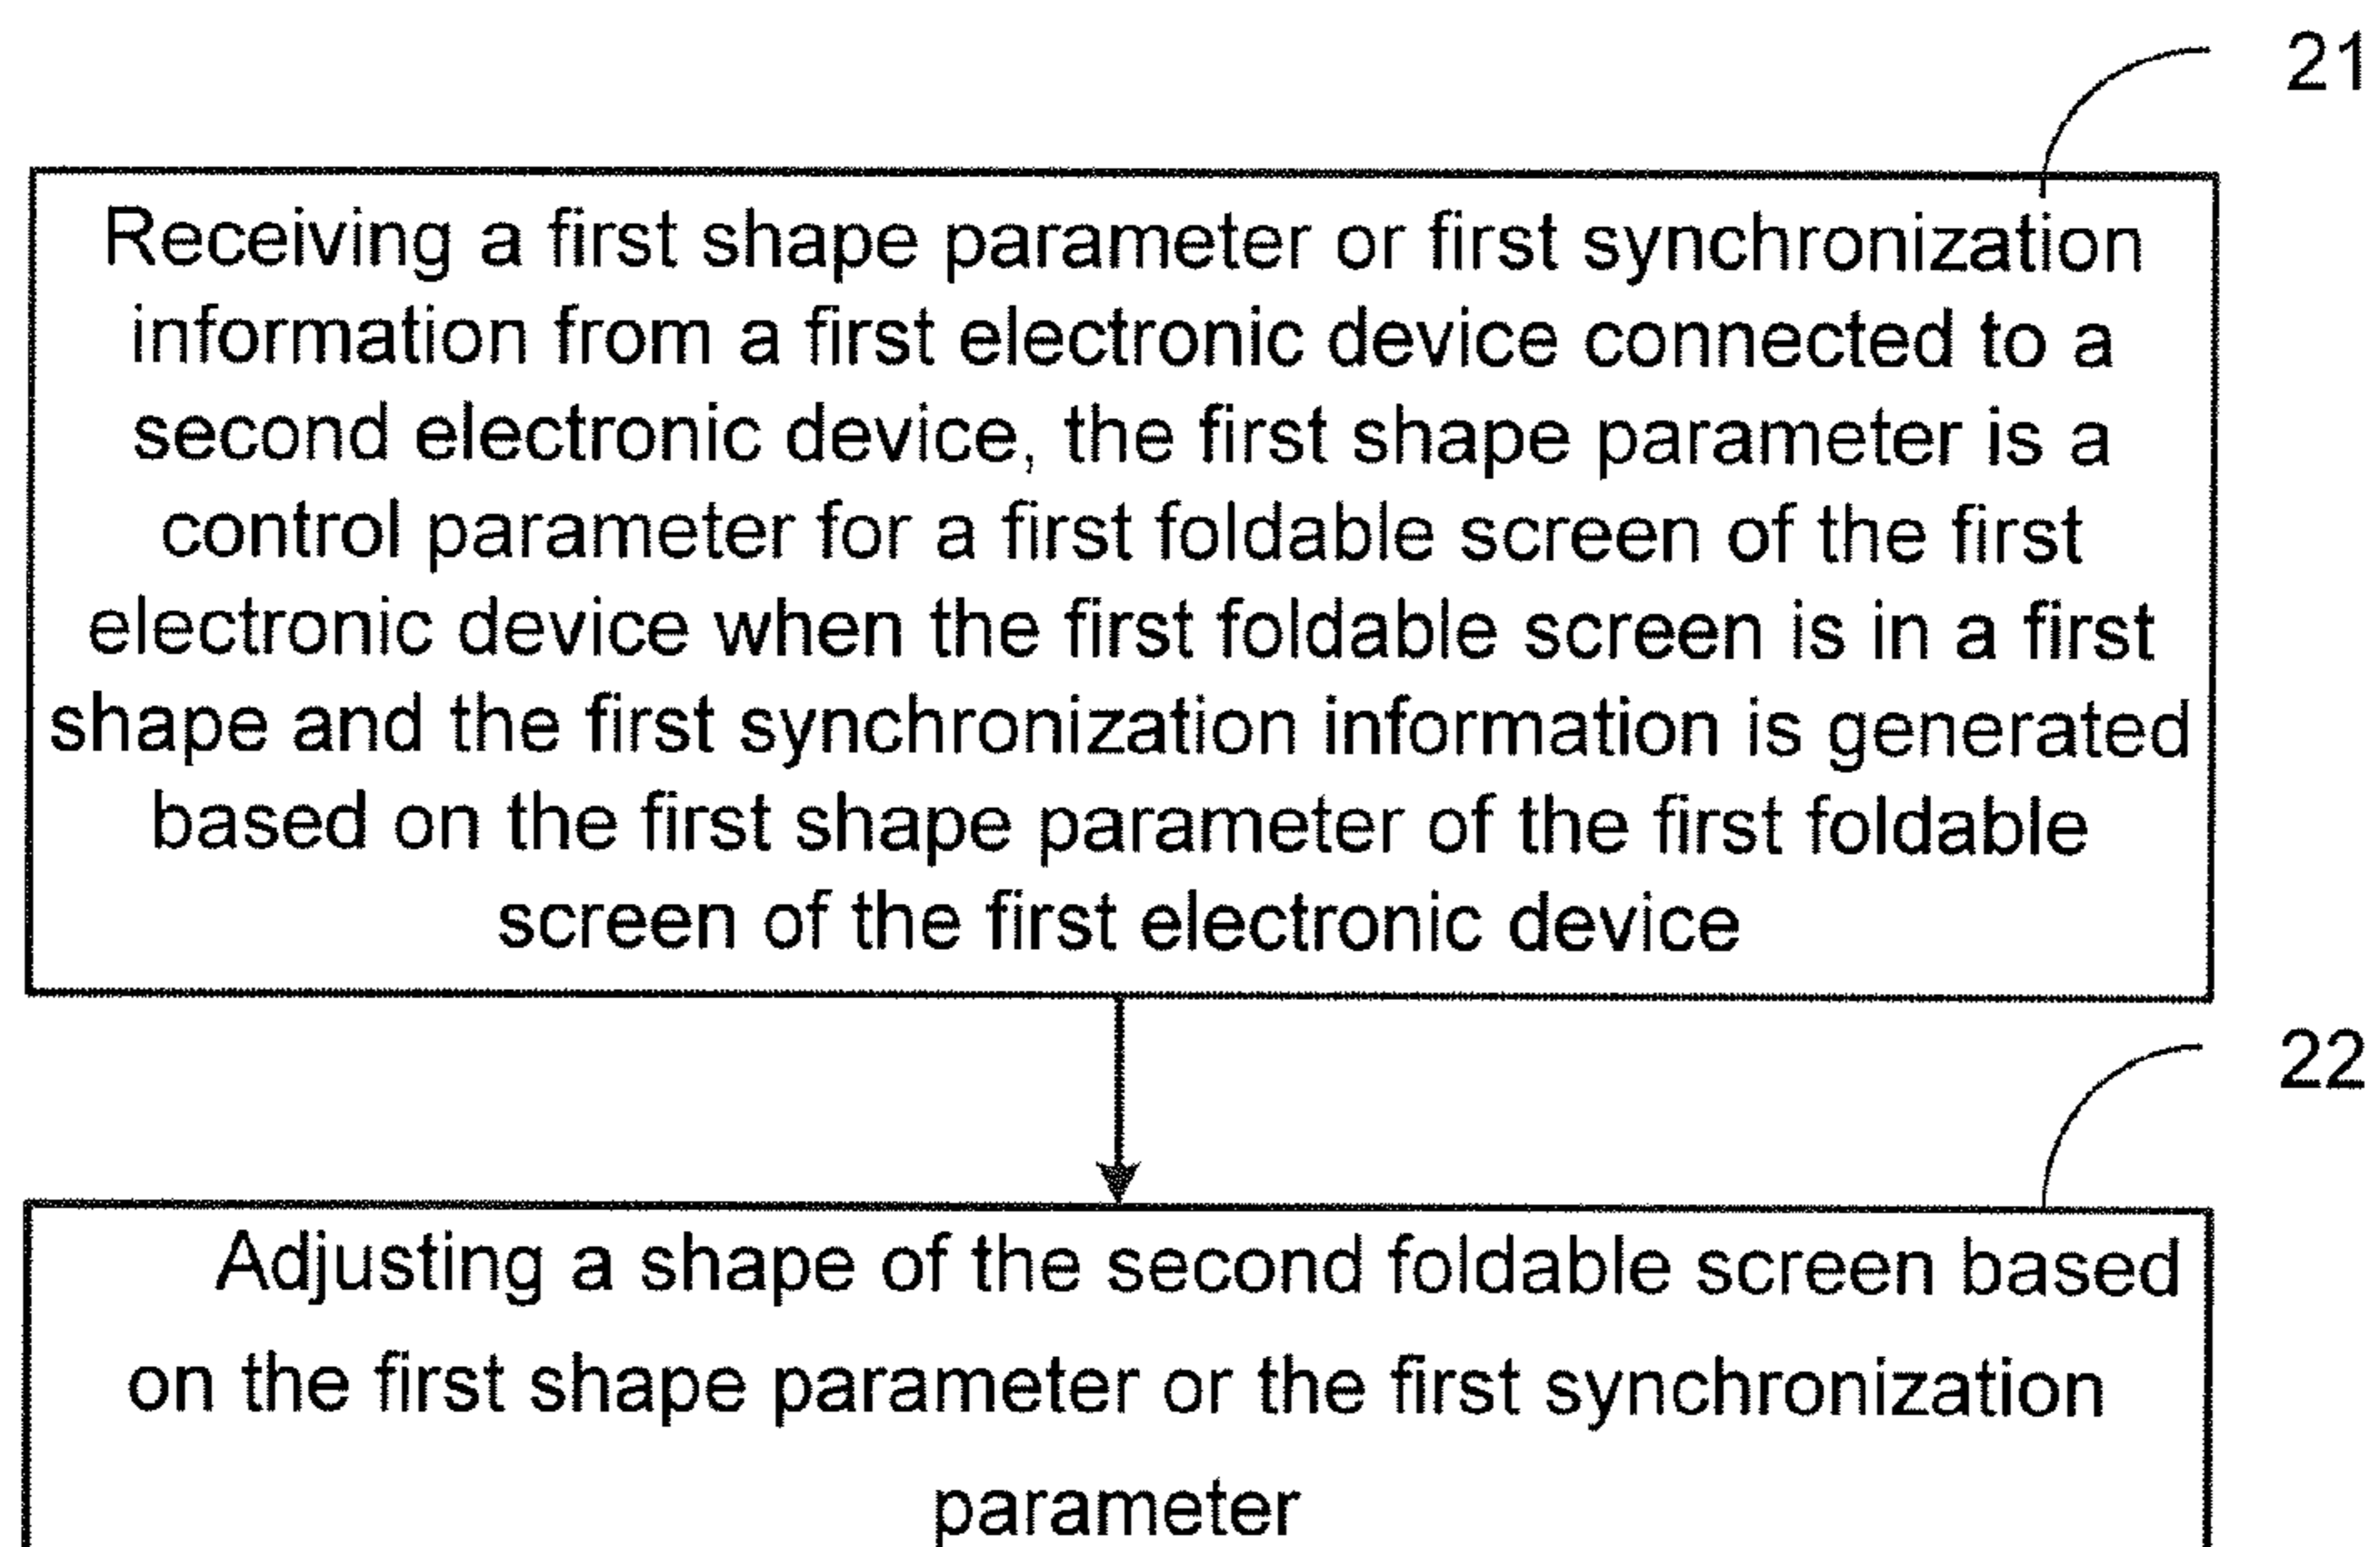 21
Receiving a first shape parameter or first synchronization
information from a first electronic device connected to a
second electronic device, the first shape parameter is a
control parameter for a first foldable screen of the first
electronic device when the first foldable screen is in a first
shape and the first synchronization information is generated
based on the first shape parameter of the first foldable
screen of the first electronic device
22
Adjusting a shape of the second foldable screen based
on the first shape parameter or the first synchronization
parameter